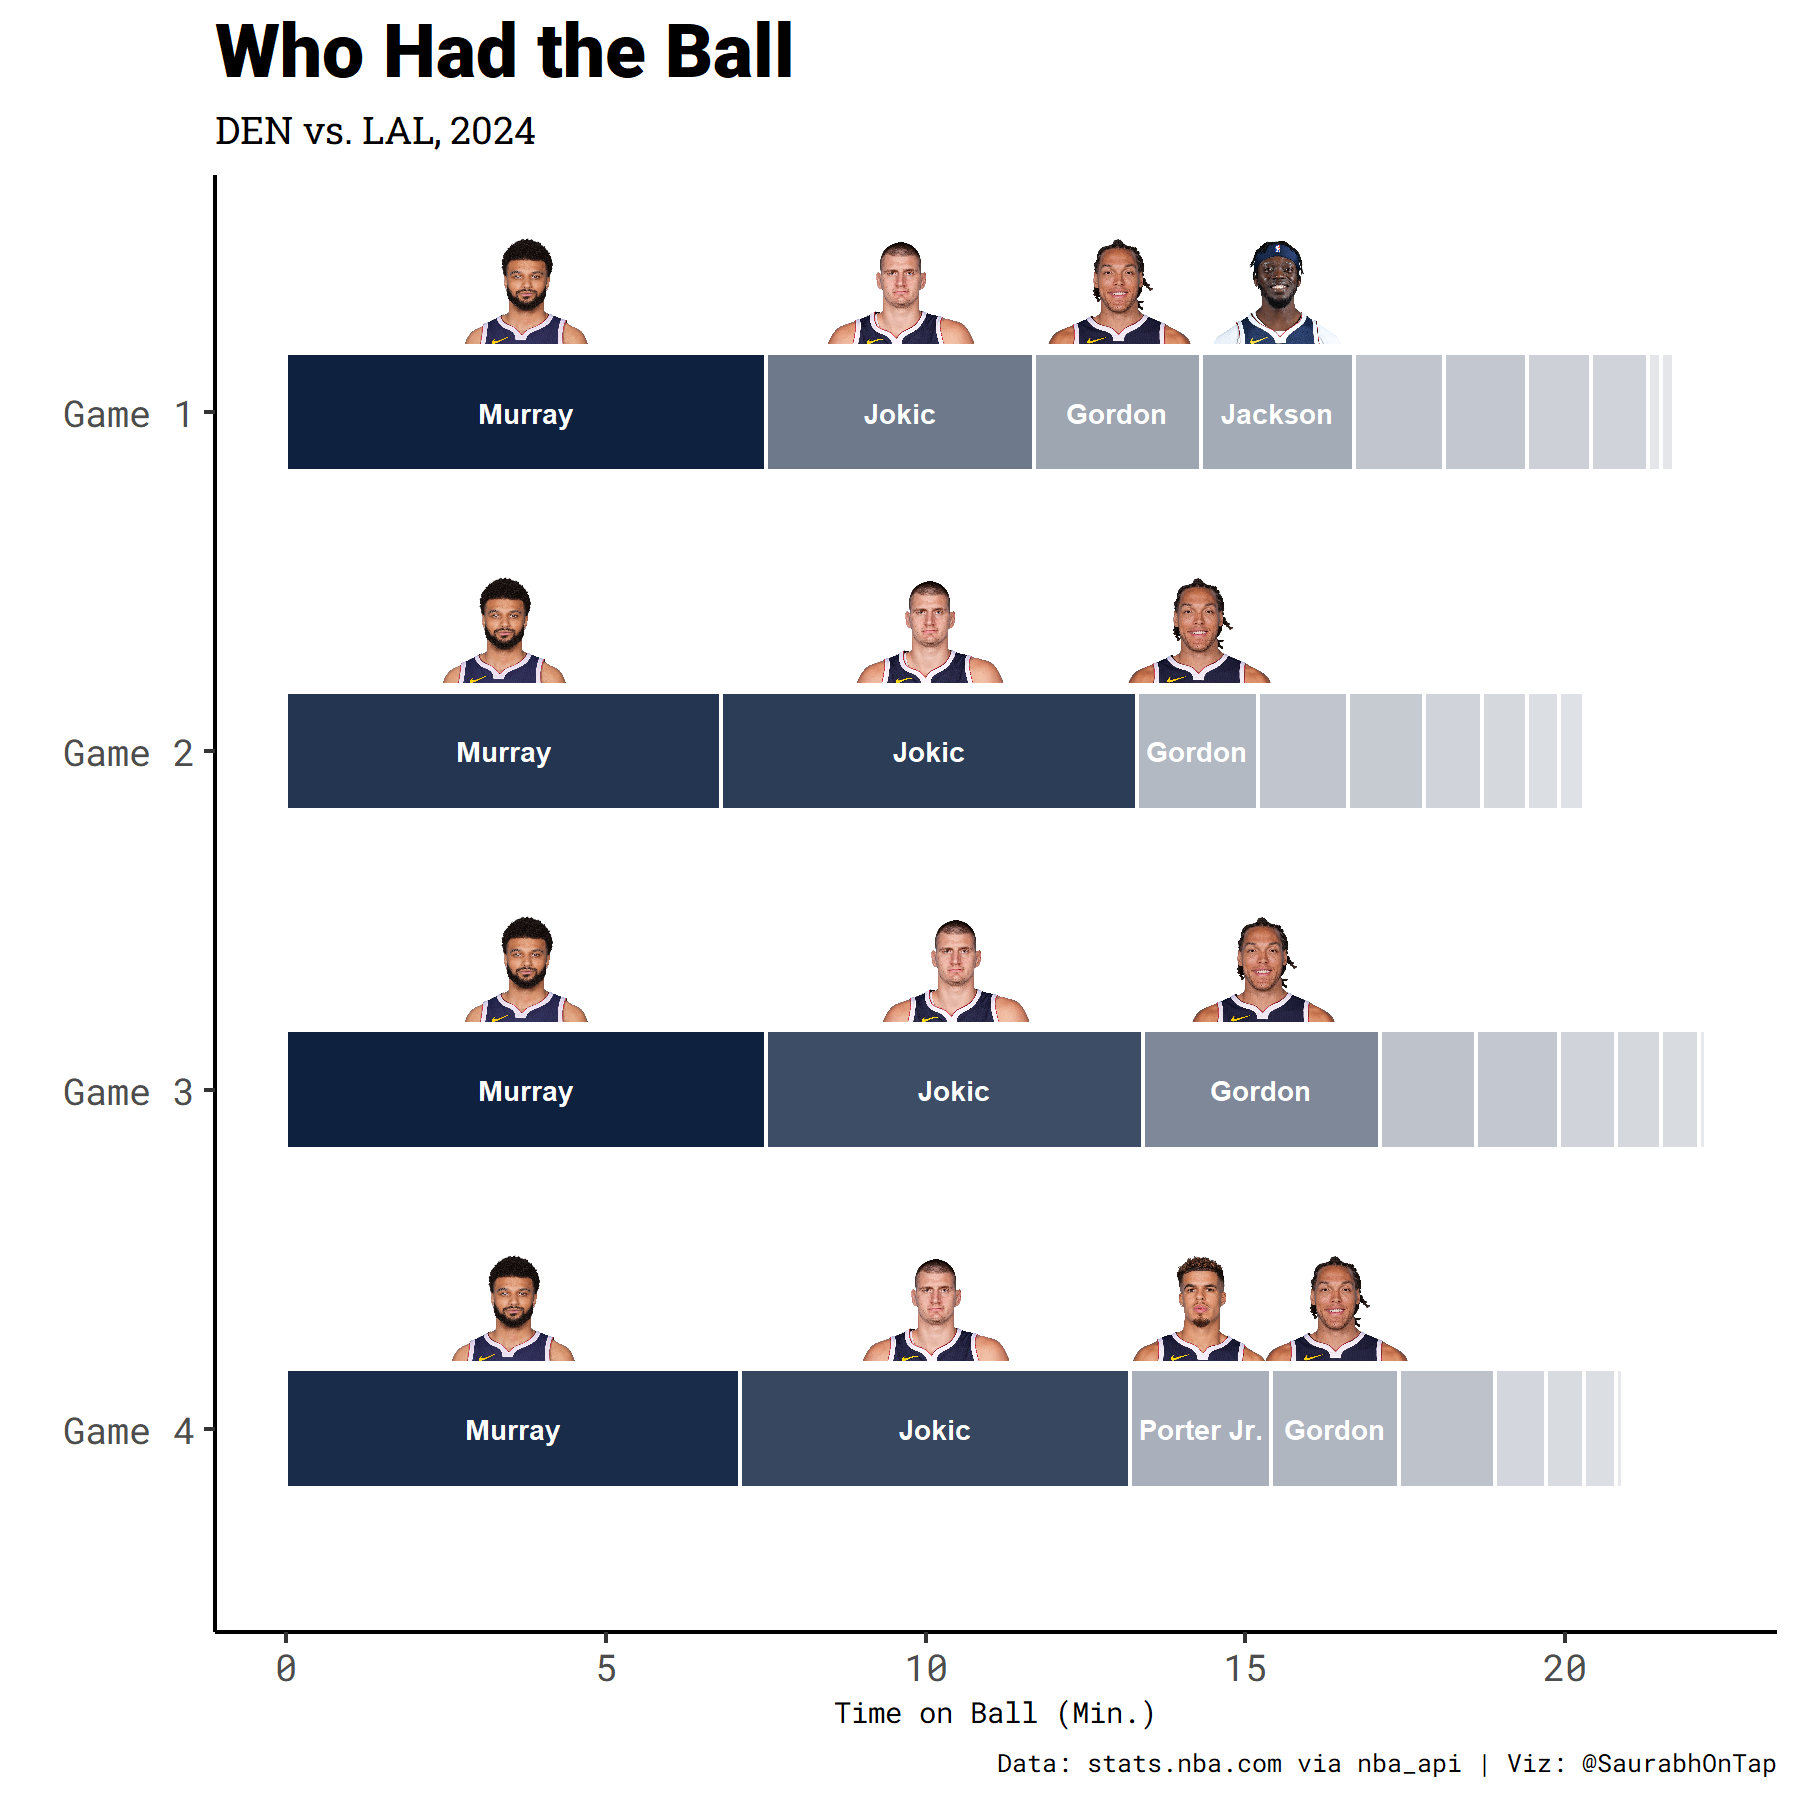 Who Had the Ball
DEN vs. LAL, 2024
Game 1
Murray
Jokic
Gordon
Jackson
Game 2
Murray
Jokic
Gordon
Game 3
Murray
Jokic
Gordon
Game 4
Murray
Jokic
Porter Jr.
Gordon
0 5 10 15 20
Time on Ball (Min.)
Data: stats.nba.com via nba_api | Viz: @SaurabhOnTap